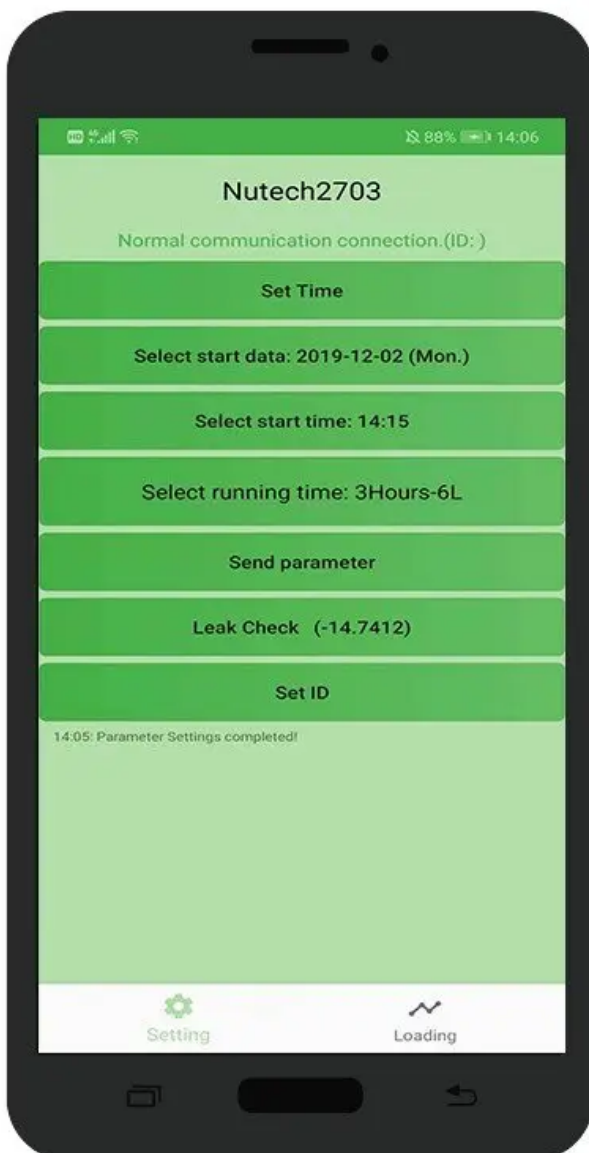 HD 88% 14:06
Nutech2703
Normal communication connection.(ID: )
Set Time
Select start data: 2019-12-02 (Mon.)
Select start time: 14:15
Select running time: 3Hours-6L
Send parameter
Leak Check (-14.7412)
Set ID
14:05: Parameter Settings completed!
Setting
Loading